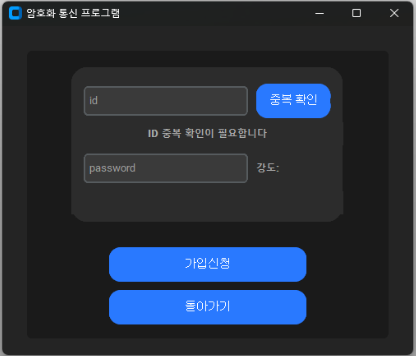 암호화 통신 프로그램
id
중복 확인
ID 중복 확인이 필요합니다
password
강도:
가입신청
돌아가기